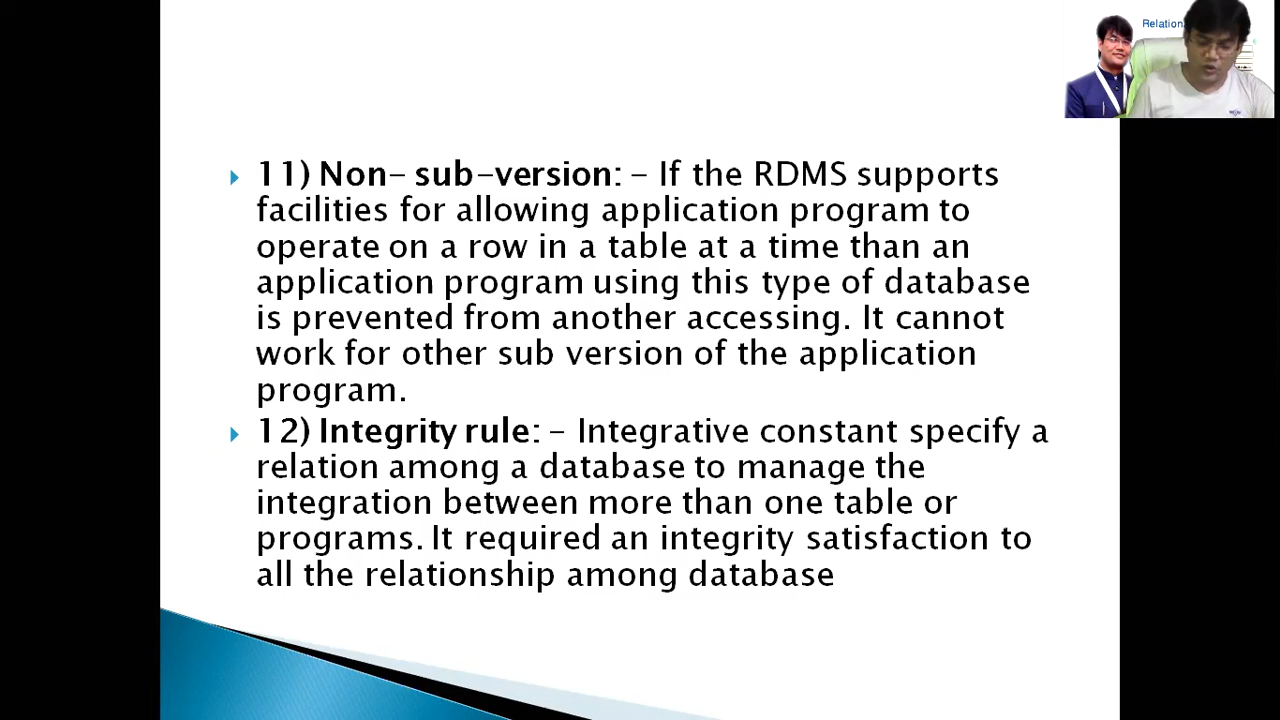 Relation
11) Non- sub-version: - If the RDMS supports
facilities for allowing application program to
operate on a row in a table at a time than an
application program using this type of database
is prevented from another accessing. It cannot
work for other sub version of the application
program.
12) Integrity rule: - Integrative constant specify a
relation among a database to manage the
integration between more than one table or
programs. It required an integrity satisfaction to
all the relationship among database